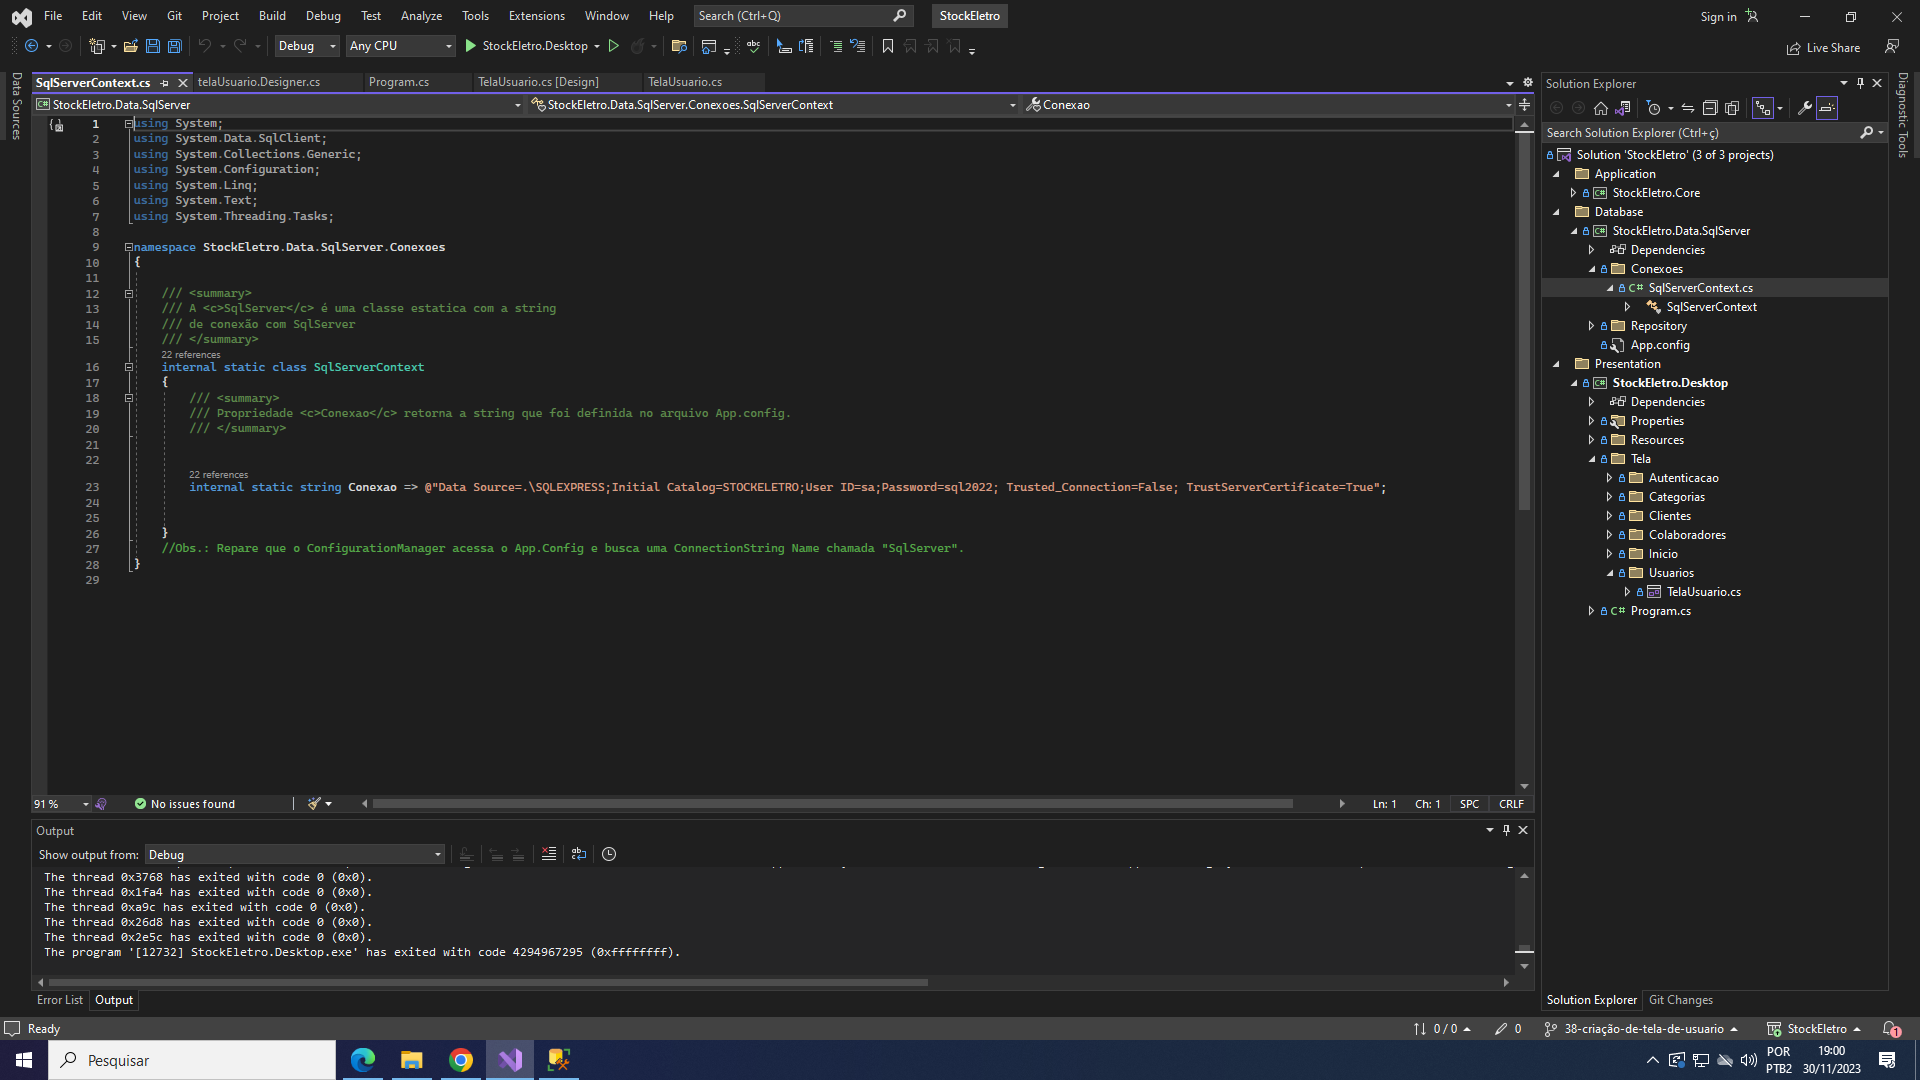 File Edit View Git Project Build Debug Test Analyze Tools Extensions Window Help Search (Ctrl+Q) StockEletro Sign in
Debug Any CPU StockEletro.Desktop Live Share
Data Sources
SqlServerContext.cs telaUsuario.Designer.cs Program.cs TelaUsuario.cs [Design] TelaUsuario.cs
StockEletro.Data.SqlServer StockEletro.Data.SqlServer.Conexoes.SqlServerContext Conexao
1 using System;
2 using System.Data.SqlClient;
3 using System.Collections.Generic;
4 using System.Configuration;
5 using System.Linq;
6 using System.Text;
7 using System.Threading.Tasks;
8
9 namespace StockEletro.Data.SqlServer.Conexoes
10 {
11
12 /// <summary>
13 /// A <c>SqlServer</c> é uma classe estatica com a string
14 /// de conexão com SqlServer
15 /// </summary>
22 references
16 internal static class SqlServerContext
17 {
18 /// <summary>
19 /// Propriedade <c>Conexao</c> retorna a string que foi definida no arquivo App.config.
20 /// </summary>
21
22
22 references
23 internal static string Conexao => @"Data Source=.\SQLEXPRESS;Initial Catalog=STOCKELETRO;User ID=sa;Password=sql2022; Trusted_Connection=False; TrustServerCertificate=True";
24
25
26 }
27 //Obs.: Repare que o ConfigurationManager acessa o App.Config e busca uma ConnectionString Name chamada "SqlServer".
28 }
29
91 % No issues found Ln: 1 Ch: 1 SPC CRLF
Output
Show output from: Debug
The thread 0x3768 has exited with code 0 (0x0).
The thread 0x1fa4 has exited with code 0 (0x0).
The thread 0xa9c has exited with code 0 (0x0).
The thread 0x26d8 has exited with code 0 (0x0).
The thread 0x2e5c has exited with code 0 (0x0).
The program '[12732] StockEletro.Desktop.exe' has exited with code 4294967295 (0xffffffff).
Error List Output
Solution Explorer
Search Solution Explorer (Ctrl+ç)
Solution 'StockEletro' (3 of 3 projects)
Application
StockEletro.Core
Database
StockEletro.Data.SqlServer
Dependencies
Conexoes
SqlServerContext.cs
SqlServerContext
Repository
App.config
Presentation
StockEletro.Desktop
Dependencies
Properties
Resources
Tela
Autenticacao
Categorias
Clientes
Colaboradores
Inicio
Usuarios
TelaUsuario.cs
Program.cs
Solution Explorer Git Changes
Diagnostic Tools
Ready 0 / 0 0 38-criação-de-tela-de-usuario StockEletro 1
Pesquisar
POR
PTB2
19:00
30/11/2023